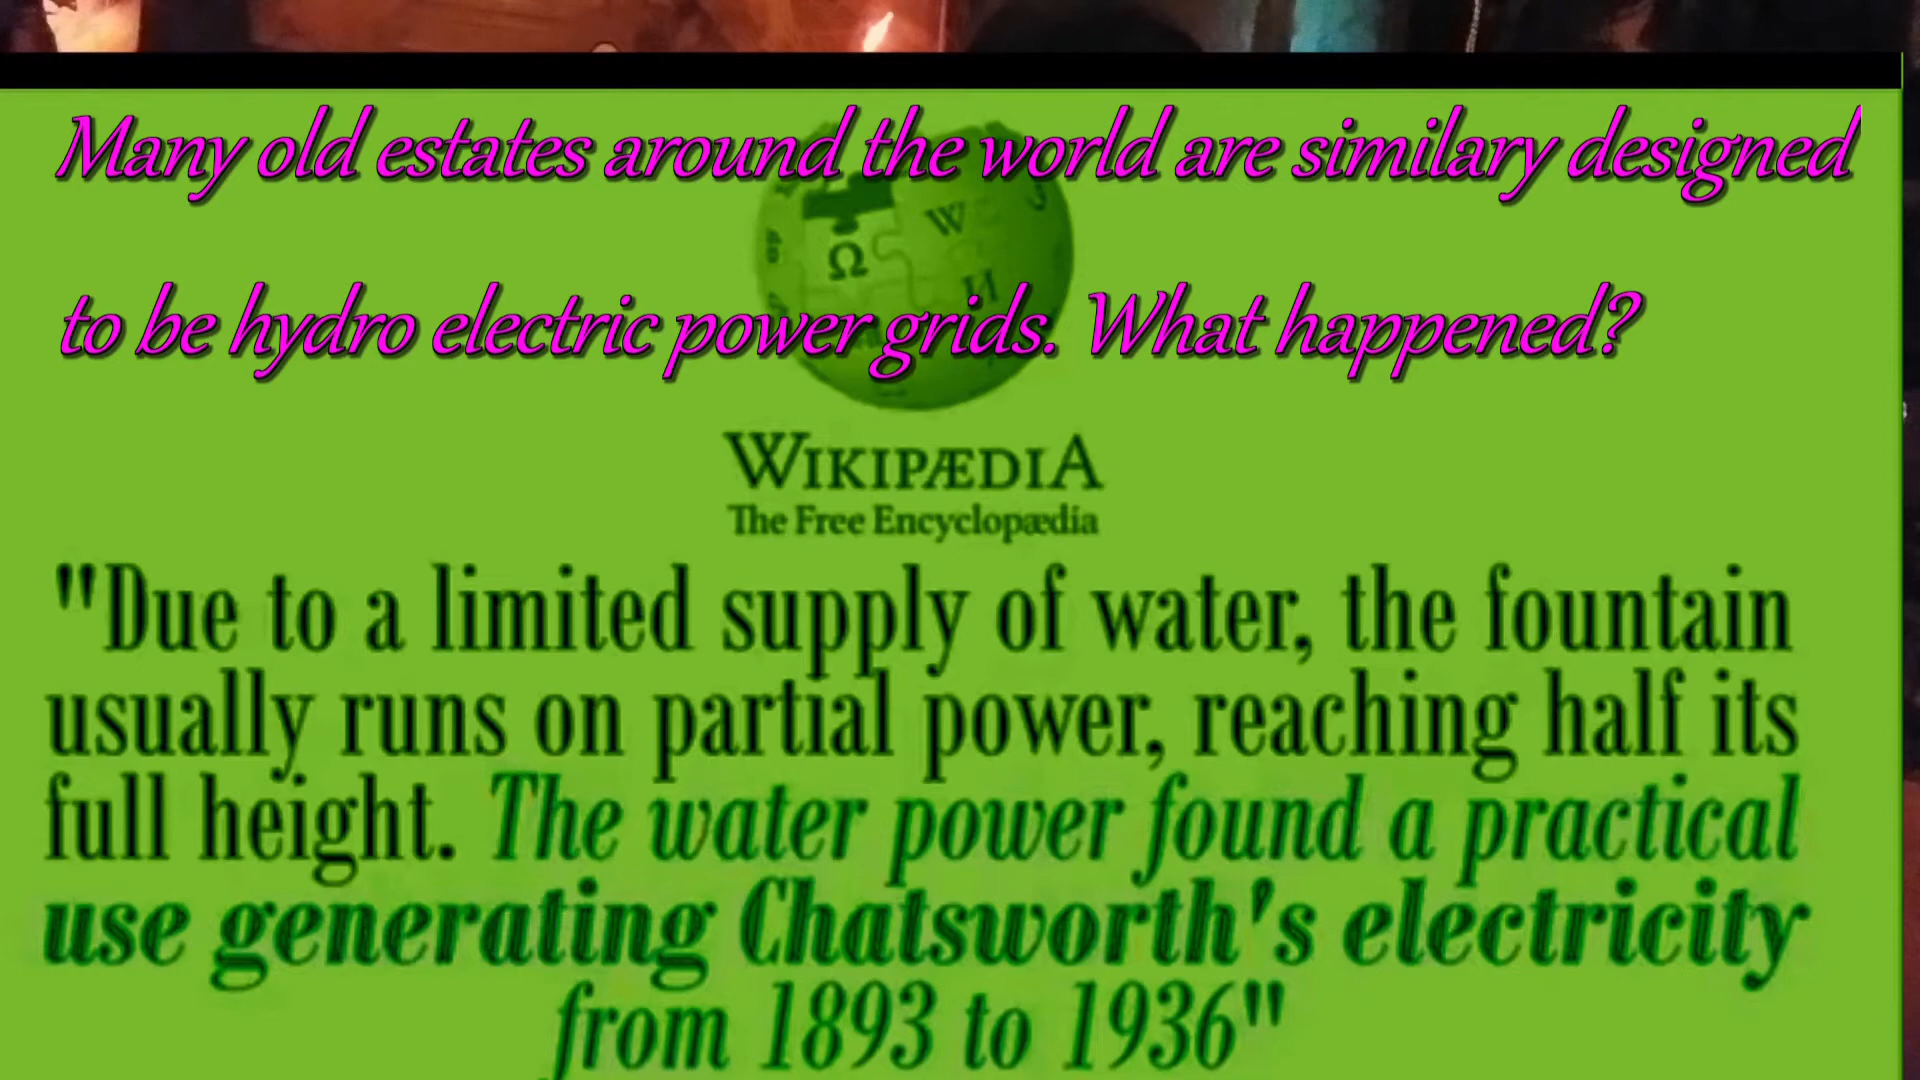 Many old estates around the world are similary designed
to be hydro electric power grids. What happened?
Ω W И
WIKIPÆDIA
The Free Encyclopædia
"Due to a limited supply of water, the fountain
usually runs on partial power, reaching half its
full height. The water power found a practical
use generating Chatsworth's electricity
from 1893 to 1936"